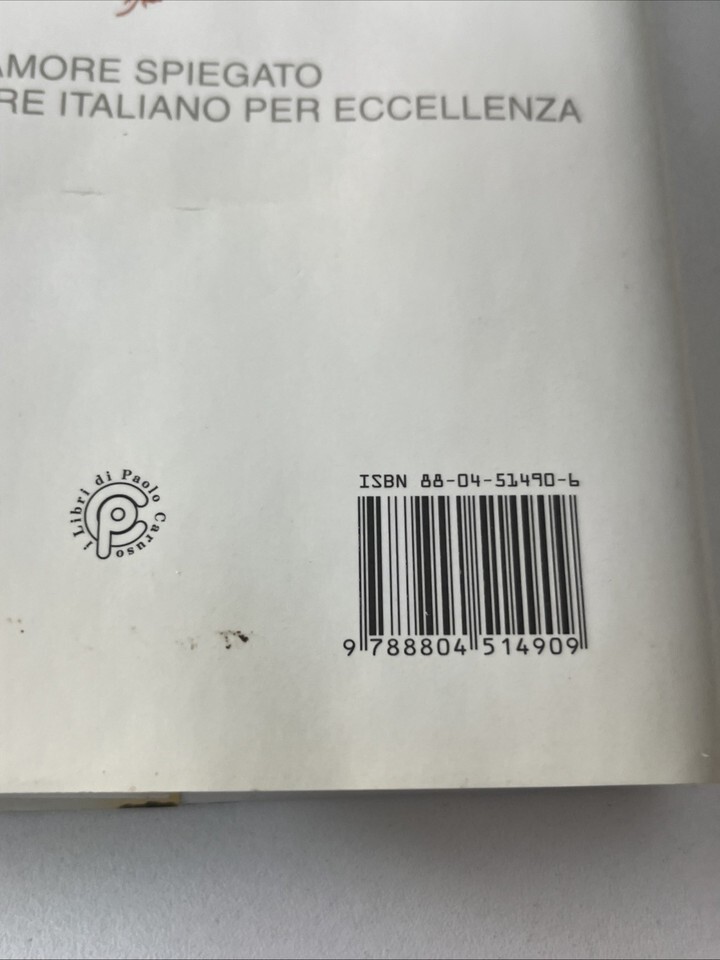 AMORE SPIEGATO
RE ITALIANO PER ECCELLENZA
i Libri di Paolo Caruso
ISBN 88-04-51490-6
9 788804 514909